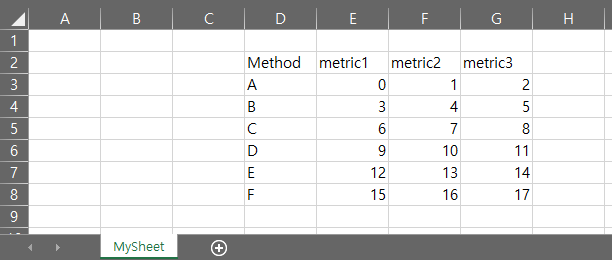 A B C D E F G H
1
2 Method metric1 metric2 metric3
3 A 0 1 2
4 B 3 4 5
5 C 6 7 8
6 D 9 10 11
7 E 12 13 14
8 F 15 16 17
9
MySheet